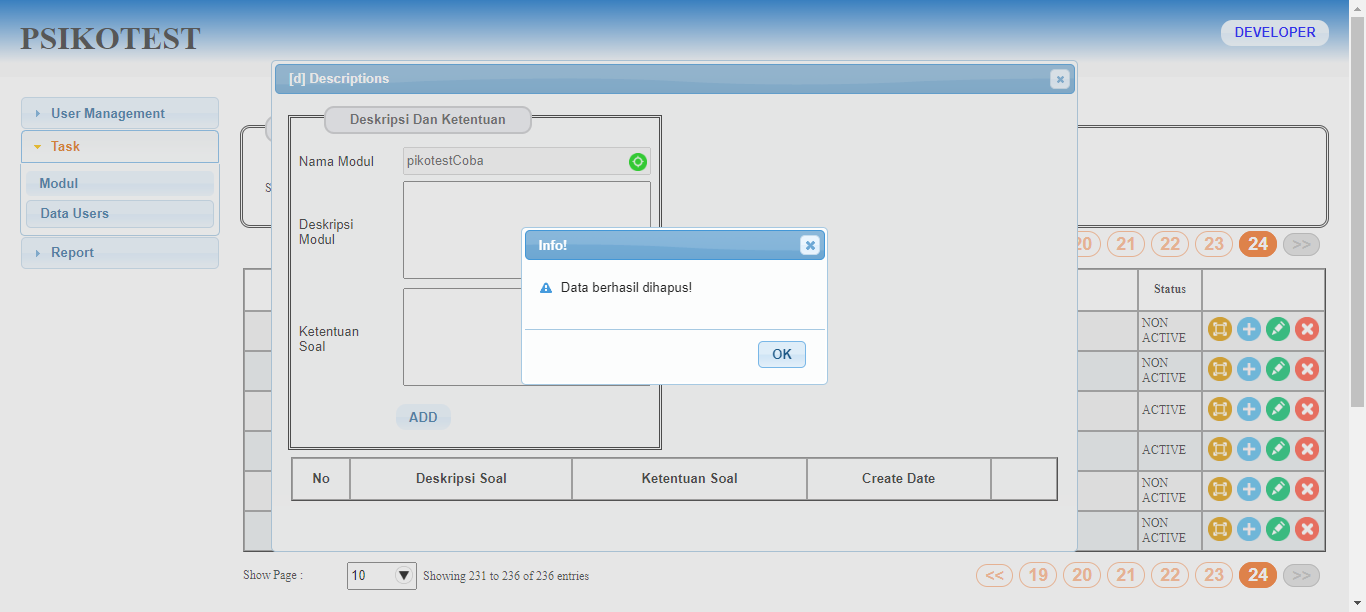 PSIKOTEST
DEVELOPER
[d] Descriptions
User Management
Task
Modul
Data Users
Report
Deskripsi Dan Ketentuan
Nama Modul
pikotestCoba
Deskripsi
Modul
Ketentuan
Soal
ADD
Info!
Data berhasil dihapus!
OK
No
Deskripsi Soal
Ketentuan Soal
Create Date
S
20
21
22
23
24
>>
Status
NON
ACTIVE
NON
ACTIVE
ACTIVE
ACTIVE
NON
ACTIVE
NON
ACTIVE
Show Page :
10
Showing 231 to 236 of 236 entries
<<
19
20
21
22
23
24
>>